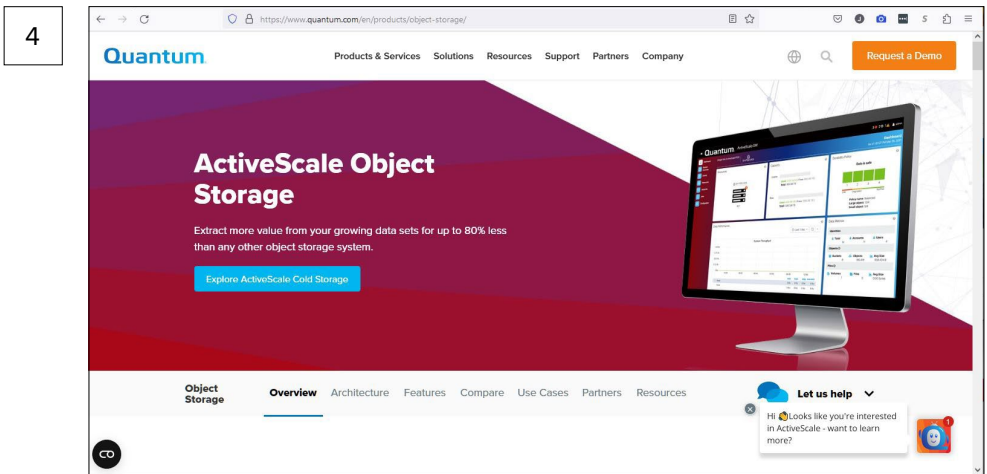 4
https://www.quantum.com/en/products/object-storage/
Quantum
Products & Services Solutions Resources Support Partners Company
Request a Demo
ActiveScale Object
Storage
Extract more value from your growing data sets for up to 80% less
than any other object storage system.
Explore ActiveScale Cold Storage
Quantum
Object
Storage
Overview Architecture Features Compare Use Cases Partners Resources
Let us help
Hi Looks like you're interested
in ActiveScale - want to learn
more?
1